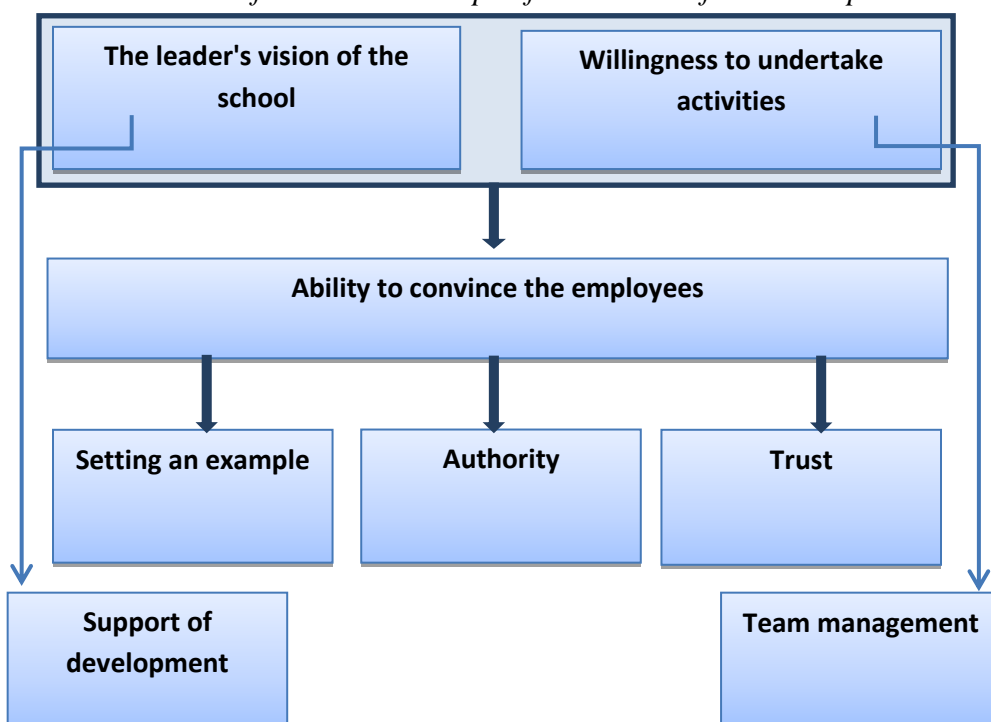 The leader's vision of the
school
Willingness to undertake
activities
Ability to convince the employees
Setting an example
Authority
Trust
Support of
development
Team management